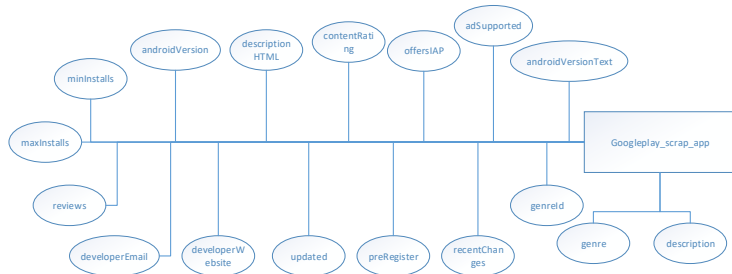 adSupported
contentRati
ng
androidVersion
description
HTML
offersIAP
androidVersionText
minInstalls
maxInstalls
Googleplay_scrap_app
reviews
genreId
developerEmail
developerW
ebsite
updated
preRegister
recentChan
ges
genre
description